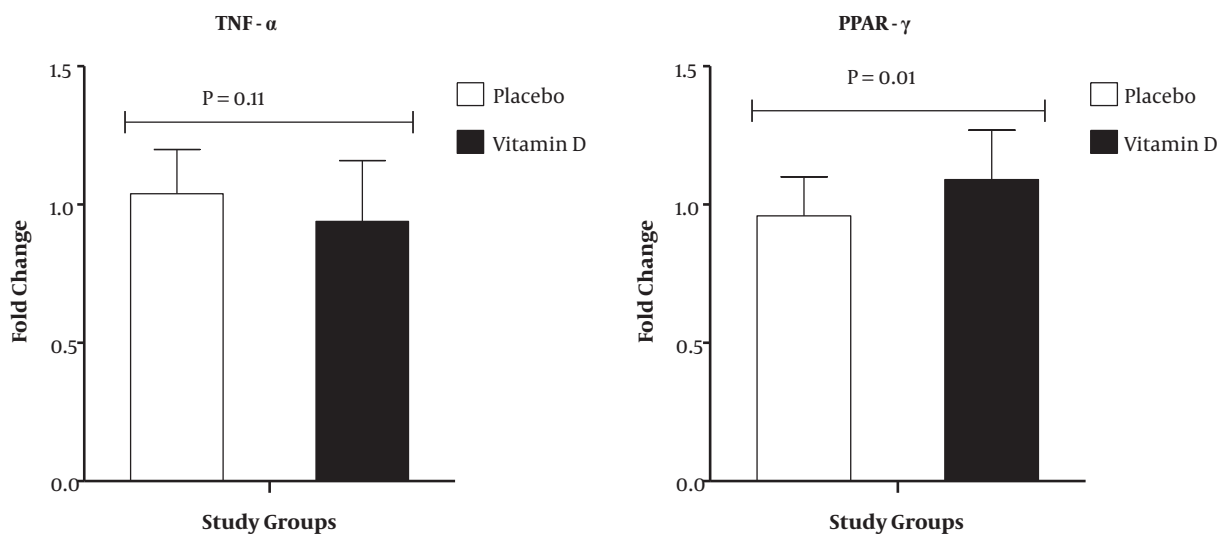 TNF - α
1.5
P = 0.11
Placebo
Vitamin D
1.0
0.5
0.0
Fold Change
Study Groups
PPAR - γ
1.5
P = 0.01
Placebo
Vitamin D
1.0
0.5
0.0
Fold Change
Study Groups